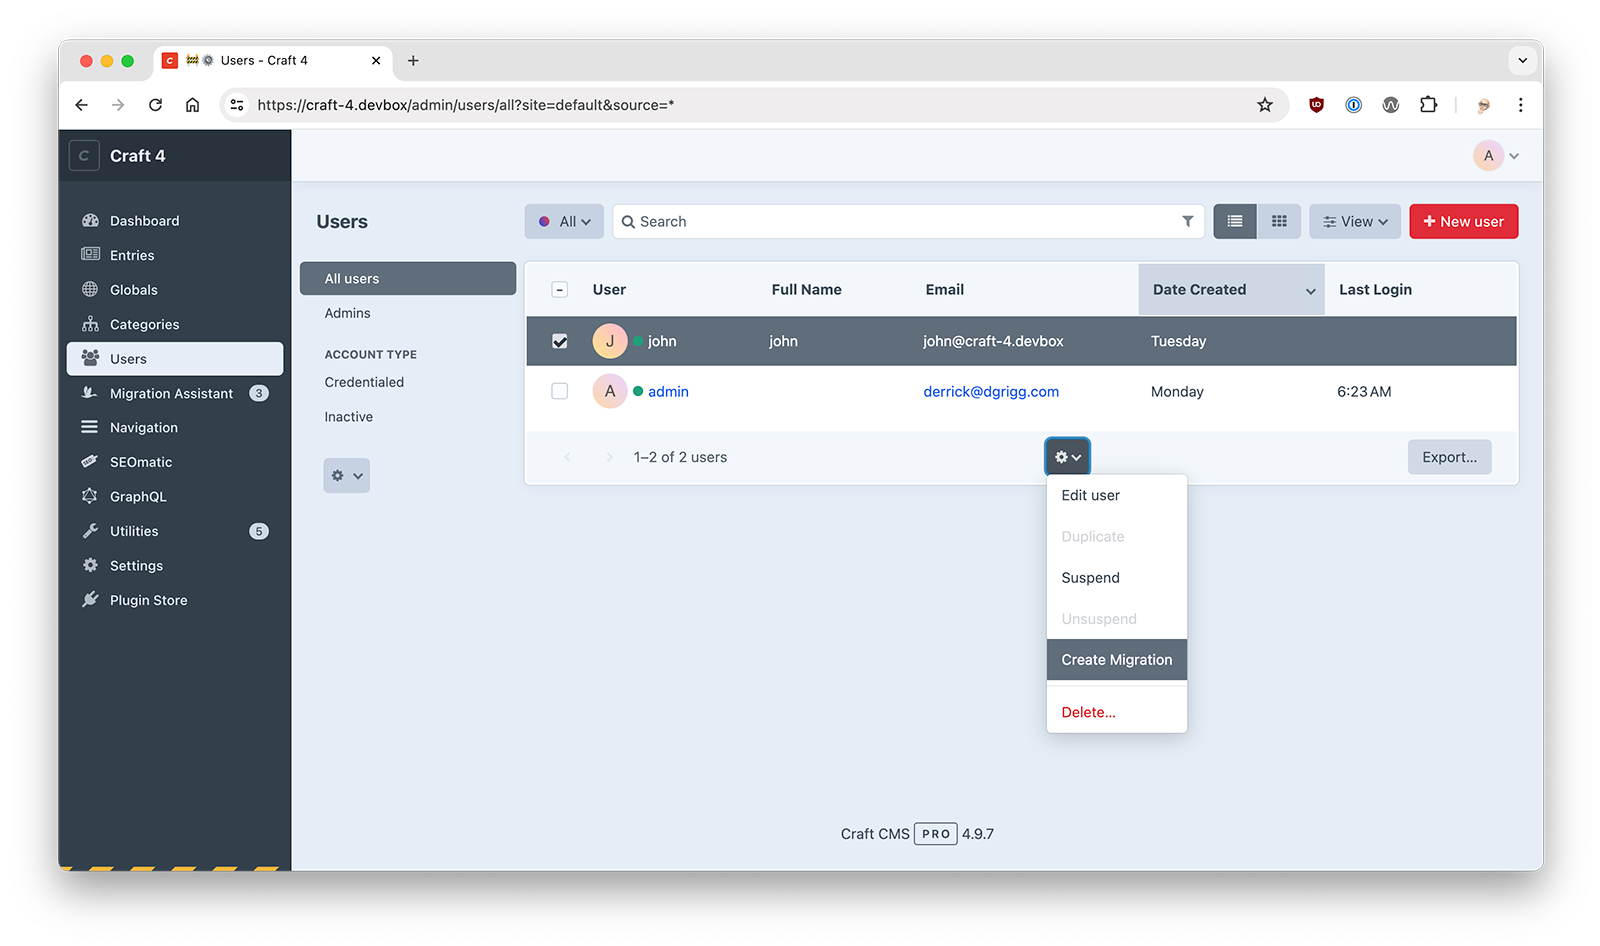 Users - Craft 4
https://craft-4.devbox/admin/users/all?site=default&source=*
C Craft 4
A
Dashboard
Entries
Globals
Categories
Users
Migration Assistant 3
Navigation
SEOmatic
GraphQL
Utilities 5
Settings
Plugin Store
Users
All
Search
View
New user
All users
Admins
ACCOUNT TYPE
Credentialed
Inactive
User Full Name Email Date Created Last Login
J john john john@craft-4.devbox Tuesday
A admin derrick@dgrigg.com Monday 6:23 AM
1–2 of 2 users
Export...
Edit user
Duplicate
Suspend
Unsuspend
Create Migration
Delete...
Craft CMS PRO 4.9.7